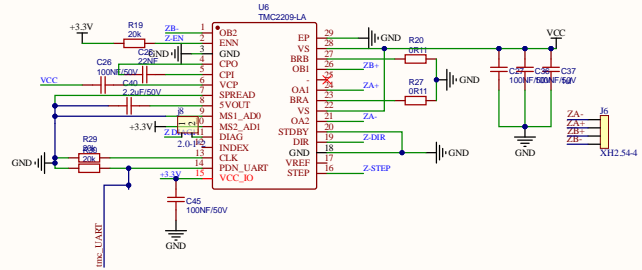 U6
TMC2209-LA
+3.3V
R19
20k
ZB-
Z-EN
1 OB2
2 ENN
3 GND
4 CPO
5 CPI
6 VCP
7 SPREAD
8 5VOUT
9 MS1_AD0
10 MS2_AD1
11 DIAG
12 INDEX
13 CLK
14 PDN_UART
15 VCC_IO
EP 29
VS 28
BRB 27
OB1 26
- 25
OA1 24
BRA 23
VS 22
OA2 21
STDBY 20
DIR 19
GND 18
VREF 17
STEP 16
GND
C26
100NF/50V
22NF
VCC
C40
2.2uF/50V
j8
1 2
+3.3V
Z
2.0-1*2
R29
20k
GND
+3.3V
C45
100NF/50V
GND
tmc_UART
GND
R20
0R11
ZB+
ZA+
R27
0R11
GND
ZA-
Z-DIR
GND
Z-STEP
VCC
C37
GND
J6
ZA-
ZA+
ZB+
ZB-
XH2.54-4